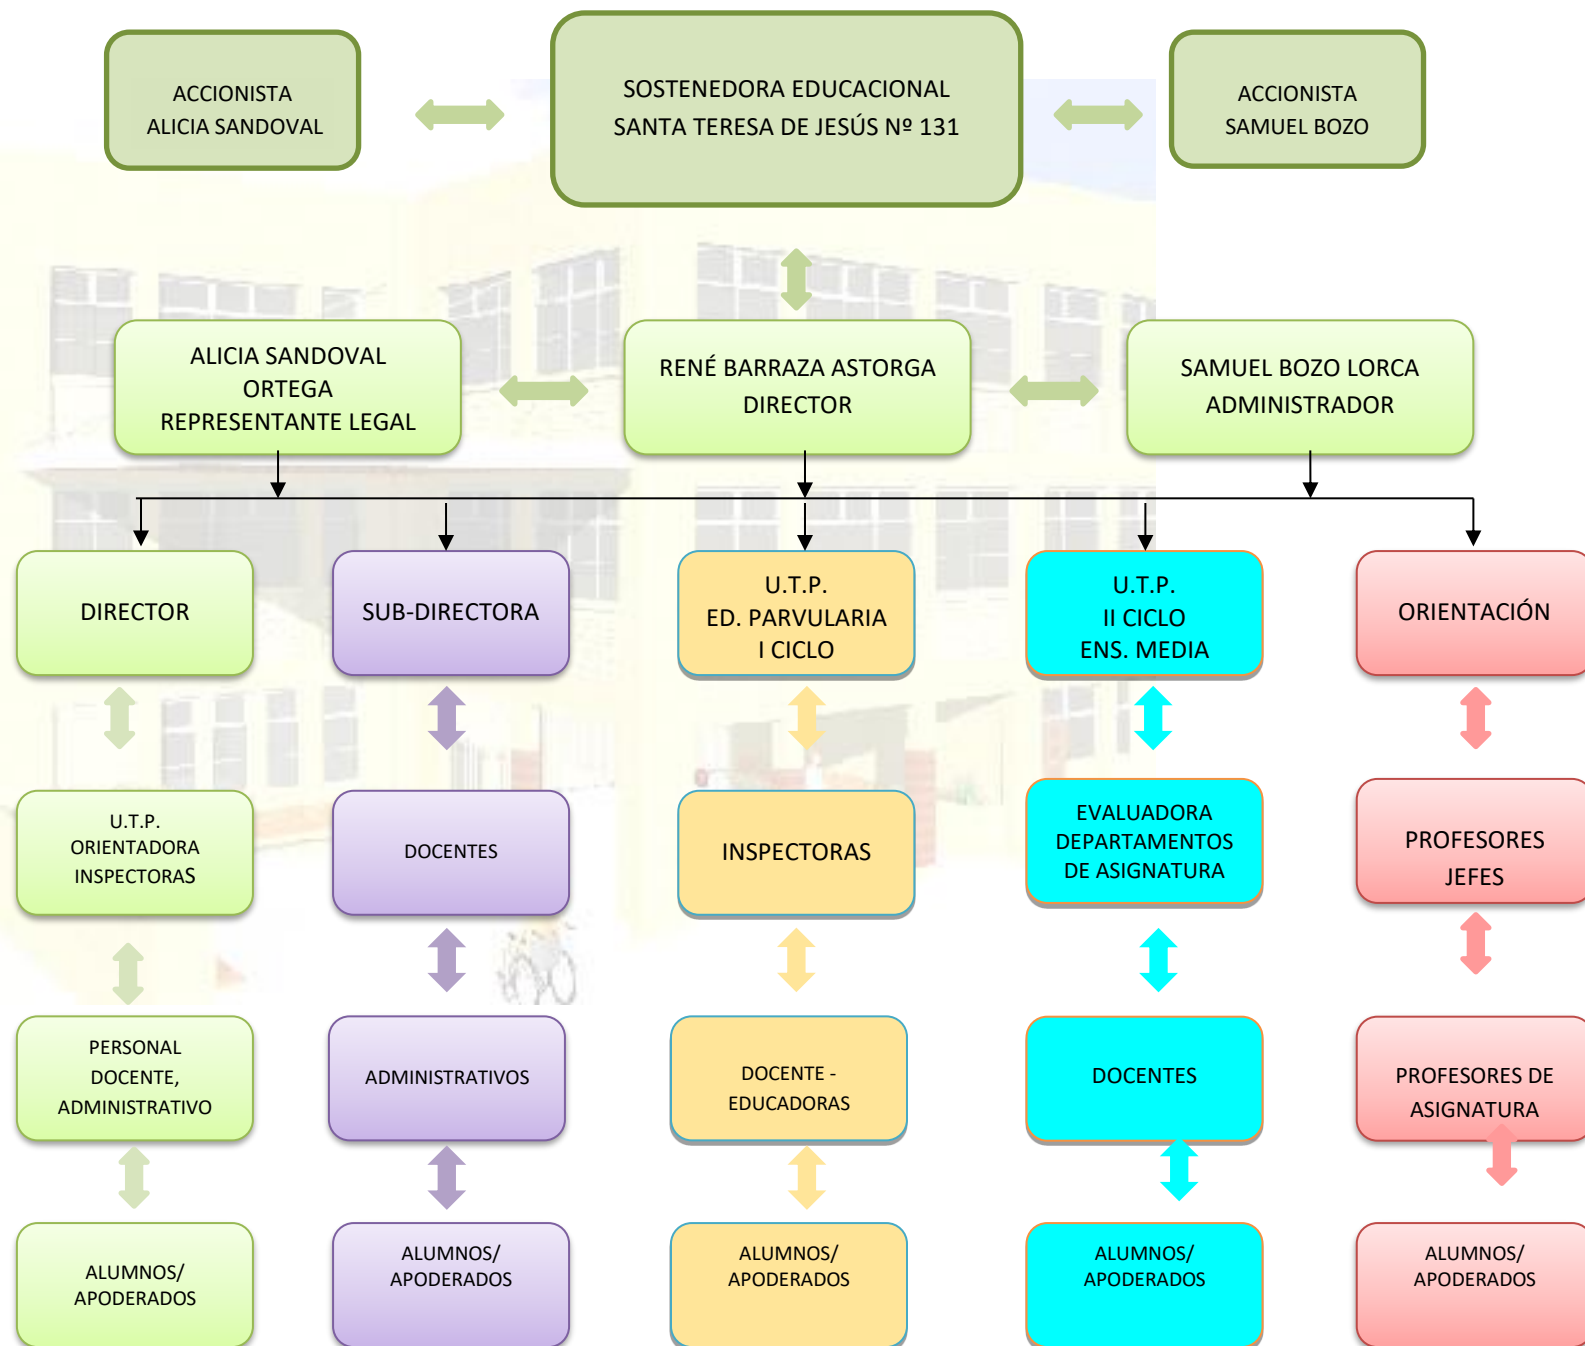 ACCIONISTA
ALICIA SANDOVAL
SOSTENEDORA EDUCACIONAL
SANTA TERESA DE JESÚS Nº 131
ACCIONISTA
SAMUEL BOZO
ALICIA SANDOVAL
ORTEGA
REPRESENTANTE LEGAL
RENÉ BARRAZA ASTORGA
DIRECTOR
SAMUEL BOZO LORCA
ADMINISTRADOR
DIRECTOR
SUB-DIRECTORA
U.T.P.
ED. PARVULARIA
I CICLO
U.T.P.
II CICLO
ENS. MEDIA
ORIENTACIÓN
U.T.P.
ORIENTADORA
INSPECTORAS
DOCENTES
INSPECTORAS
EVALUADORA
DEPARTAMENTOS
DE ASIGNATURA
PROFESORES
JEFES
PERSONAL
DOCENTE,
ADMINISTRATIVO
ADMINISTRATIVOS
DOCENTE -
EDUCADORAS
DOCENTES
PROFESORES DE
ASIGNATURA
ALUMNOS/
APODERADOS
ALUMNOS/
APODERADOS
ALUMNOS/
APODERADOS
ALUMNOS/
APODERADOS
ALUMNOS/
APODERADOS